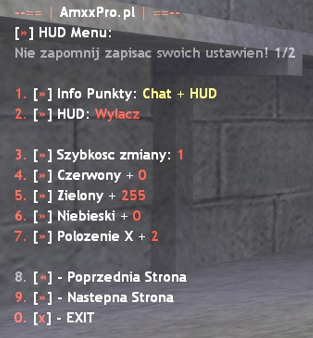 --== | AmxxPro.pl | ==--
[»] HUD Menu:
Nie zapomnij zapisac swoich ustawien! 1/2
1. [»] Info Punkty: Chat + HUD
2. [»] HUD: Wylacz
3. [»] Szybkosc zmiany: 1
4. [»] Czerwony + 0
5. [»] Zielony + 255
6. [»] Niebieski + 0
7. [»] Polozenie X + 2
8. [«] - Poprzednia Strona
9. [»] - Nastepna Strona
0. [x] - EXIT